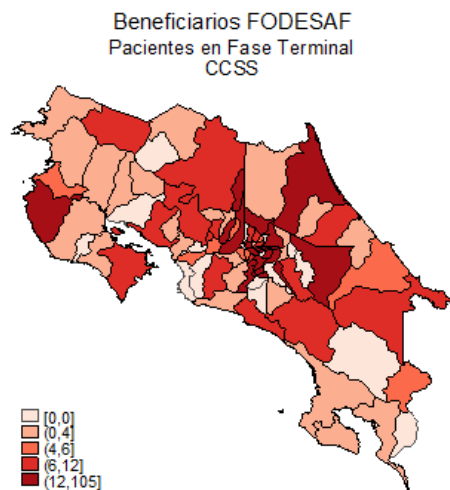 Beneficiarios FODESAF
Pacientes en Fase Terminal
CCSS
[0,0]
(0,4]
(4,6]
(6,12]
(12,105]